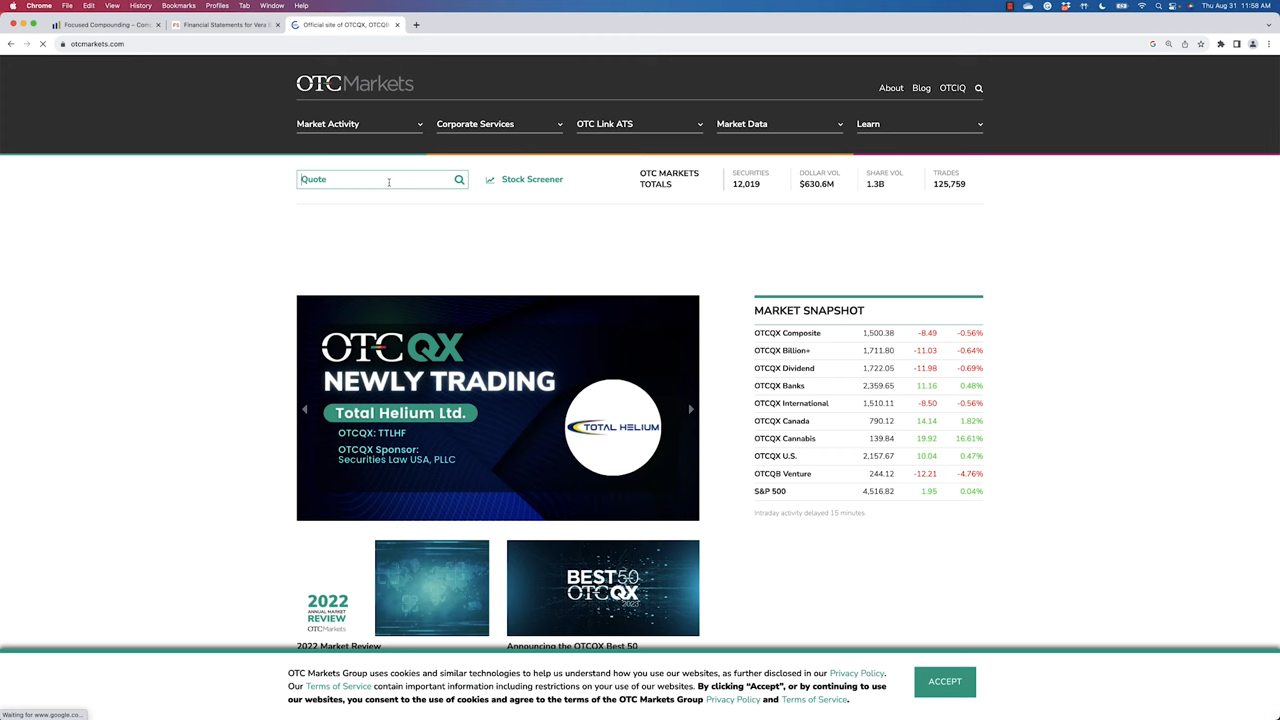 Chrome File Edit View History Bookmarks Profiles Tab Window Help Thu Aug 31 11:58 AM
Focused Compounding – Com Financial Statements for Vera B Official site of OTCQX, OTCQB
otcmarkets.com
OTC Markets
About Blog OTCIQ
Market Activity Corporate Services OTC Link ATS Market Data Learn
Quote Stock Screener
OTC MARKETS TOTALS
SECURITIES 12,019
DOLLAR VOL $630.6M
SHARE VOL 1.3B
TRADES 125,759
OTCQX
NEWLY TRADING
Total Helium Ltd.
OTCQX: TTLHF
OTCQX Sponsor:
Securities Law USA, PLLC
TOTAL HELIUM
MARKET SNAPSHOT
OTCQX Composite 1,500.38 -8.49 -0.56%
OTCQX Billion+ 1,711.80 -11.03 -0.64%
OTCQX Dividend 1,722.05 -11.98 -0.69%
OTCQX Banks 2,359.65 11.16 0.48%
OTCQX International 1,510.11 -8.50 -0.56%
OTCQX Canada 790.12 14.14 1.82%
OTCQX Cannabis 139.84 19.92 16.61%
OTCQX U.S. 2,157.67 10.04 0.47%
OTCQB Venture 244.12 -12.21 -4.76%
S&P 500 4,516.82 1.95 0.04%
Intraday activity delayed 15 minutes.
2022
ANNUAL MARKET
REVIEW
OTCMarkets
BEST50
OTCQX
2023
2022 Market Review
Announcing the OTCQX Best 50
OTC Markets Group uses cookies and similar technologies to help us understand how you use our websites, as further disclosed in our Privacy Policy.
Our Terms of Service contain important information including restrictions on your use of our websites. By clicking “Accept”, or by continuing to use
our websites, you consent to the use of cookies and agree to the terms of the OTC Markets Group Privacy Policy and Terms of Service.
ACCEPT
Waiting for www.google.co...